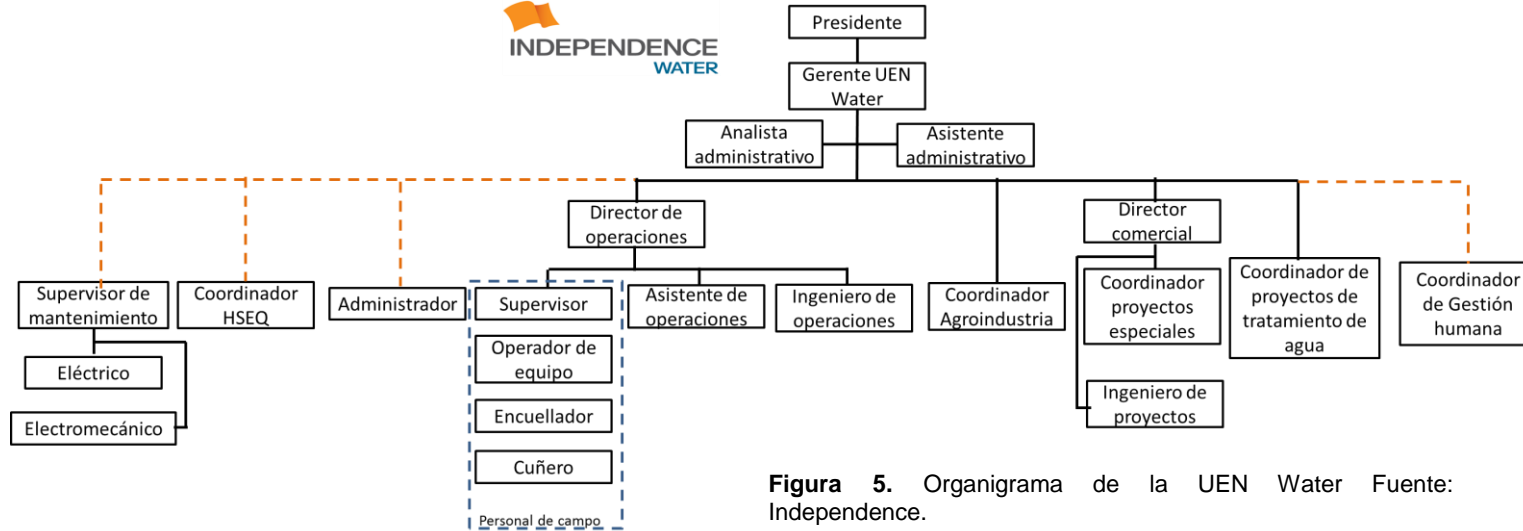 INDEPENDENCE
WATER
Presidente
Gerente UEN
Water
Analista
administrativo
Asistente
administrativo
Director de
operaciones
Director
comercial
Supervisor de
mantenimiento
Coordinador
HSEQ
Administrador
Supervisor
Asistente de
operaciones
Ingeniero de
operaciones
Coordinador
Agroindustria
Coordinador
proyectos
especiales
Coordinador de
proyectos de
tratamiento de
agua
Coordinador
de Gestión
humana
Eléctrico
Electromecánico
Operador de
equipo
Encuellador
Cuñero
Personal de campo
Ingeniero de
proyectos
Figura 5. Organigrama de la UEN Water Fuente:
Independence.